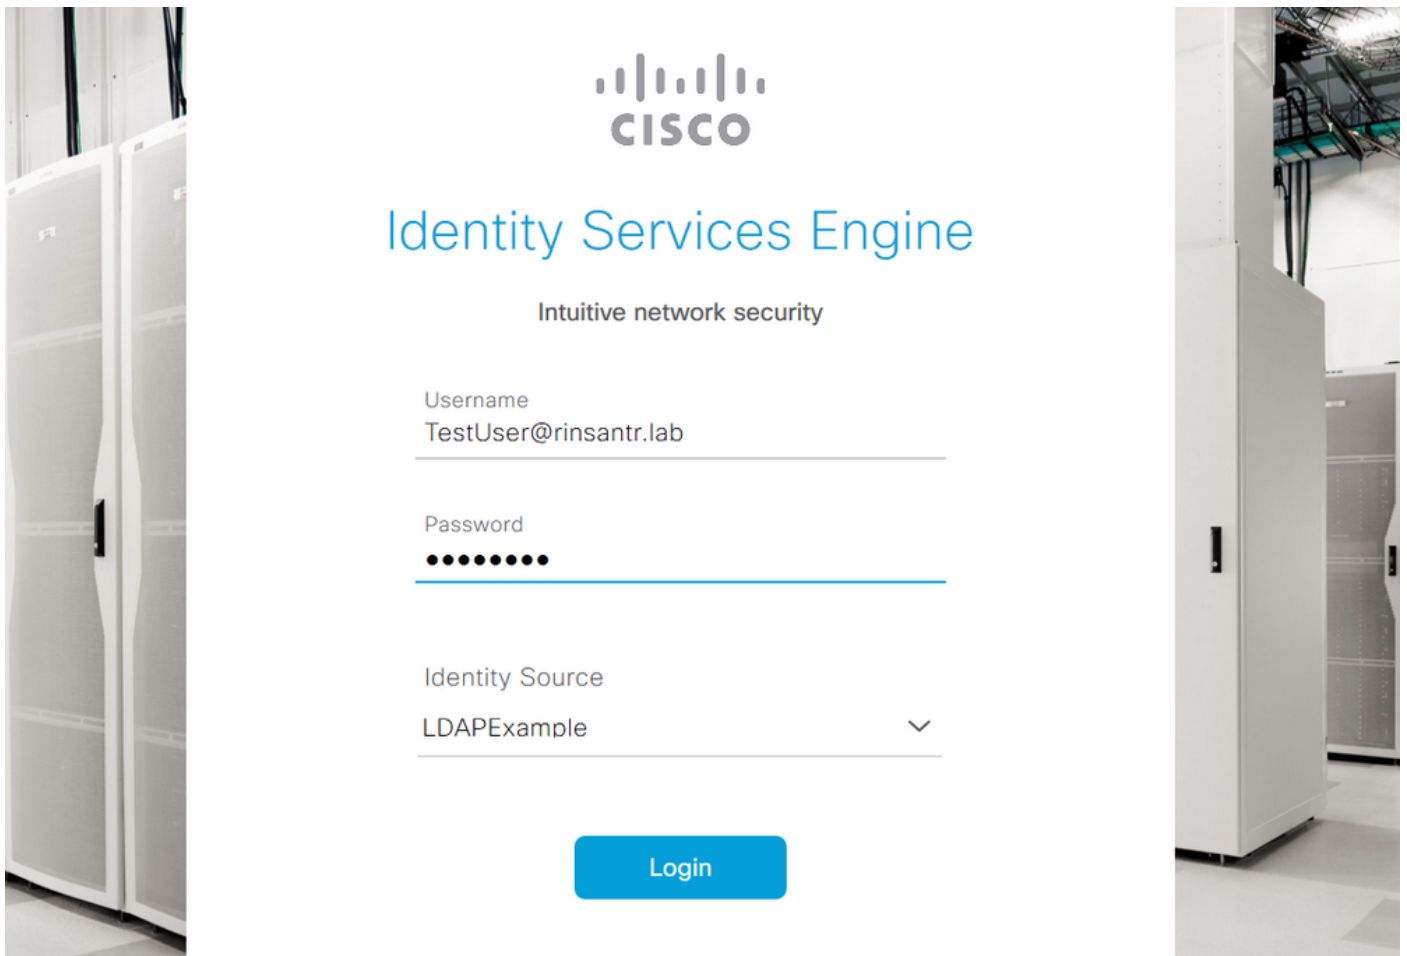 CISCO
Identity Services Engine
Intuitive network security
Username
TestUser@rinsantr.lab
Password
••••••••
Identity Source
LDAPExample
Login